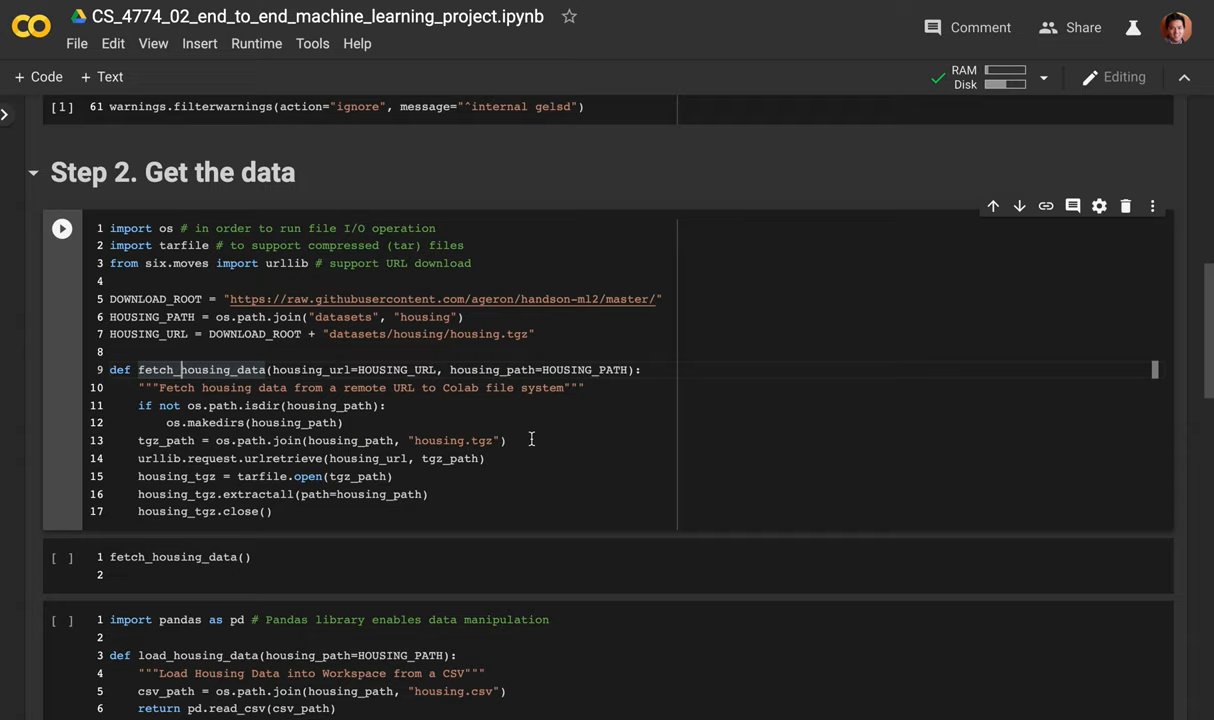 CS_4774_02_end_to_end_machine_learning_project.ipynb
Comment
Share
File Edit View Insert Runtime Tools Help
+ Code + Text
RAM
Disk
Editing
[1] 61 warnings.filterwarnings(action="ignore", message="^internal gelsd")
Step 2. Get the data
1 import os # in order to run file I/O operation
2 import tarfile # to support compressed (tar) files
3 from six.moves import urllib # support URL download
4
5 DOWNLOAD_ROOT = "https://raw.githubusercontent.com/ageron/handson-ml2/master/"
6 HOUSING_PATH = os.path.join("datasets", "housing")
7 HOUSING_URL = DOWNLOAD_ROOT + "datasets/housing/housing.tgz"
8
9 def fetch_housing_data(housing_url=HOUSING_URL, housing_path=HOUSING_PATH):
10 """Fetch housing data from a remote URL to Colab file system"""
11 if not os.path.isdir(housing_path):
12 os.makedirs(housing_path)
13 tgz_path = os.path.join(housing_path, "housing.tgz")
14 urllib.request.urlretrieve(housing_url, tgz_path)
15 housing_tgz = tarfile.open(tgz_path)
16 housing_tgz.extractall(path=housing_path)
17 housing_tgz.close()
[ ] 1 fetch_housing_data()
2
[ ] 1 import pandas as pd # Pandas library enables data manipulation
2
3 def load_housing_data(housing_path=HOUSING_PATH):
4 """Load Housing Data into Workspace from a CSV"""
5 csv_path = os.path.join(housing_path, "housing.csv")
6 return pd.read_csv(csv_path)